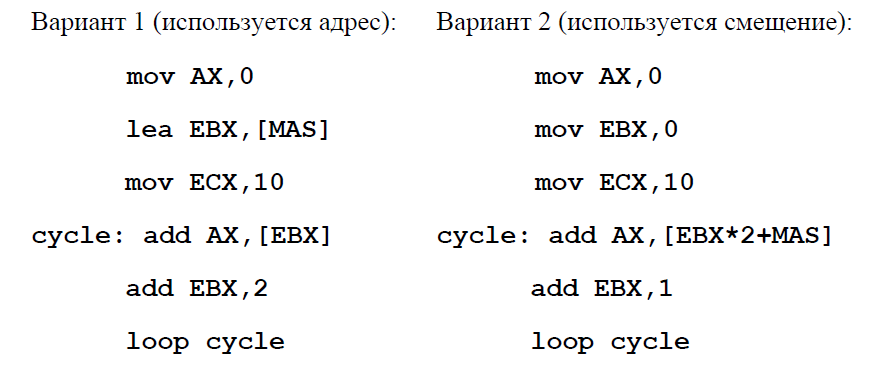 Вариант 1 (используется адрес):
mov AX,0
lea EBX,[MAS]
mov ECX,10
cycle: add AX,[EBX]
add EBX,2
loop cycle
Вариант 2 (используется смещение):
mov AX,0
mov EBX,0
mov ECX,10
cycle: add AX,[EBX*2+MAS]
add EBX,1
loop cycle